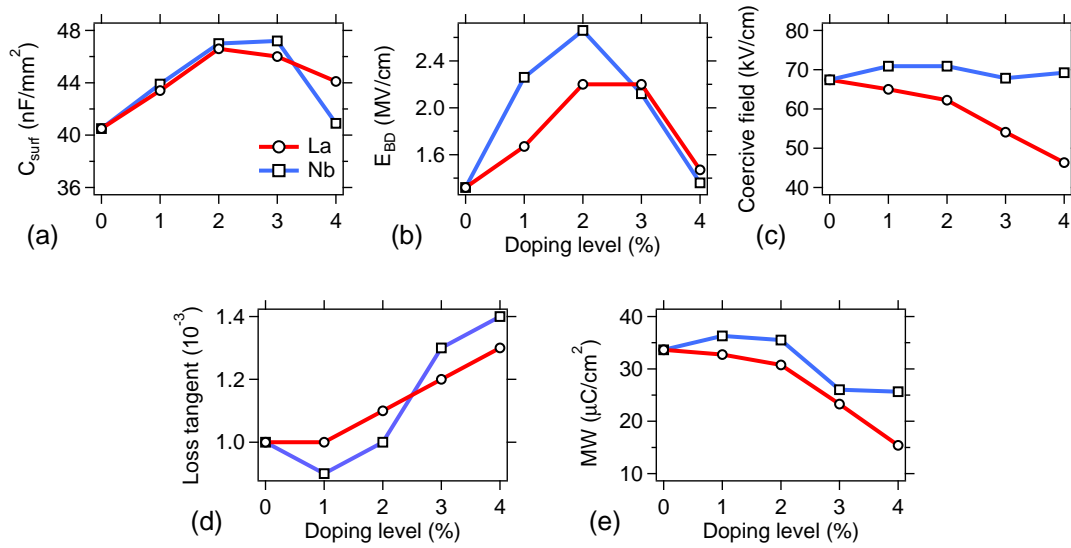 C_surf (nF/mm²)
48
44
40
36
La
Nb
0 1 2 3 4
(a)
E_BD (MV/cm)
2.4
2.0
1.6
0 1 2 3 4
(b)
Doping level (%)
Coercive field (kV/cm)
80
70
60
50
40
0 1 2 3 4
(c)
Loss tangent (10⁻³)
1.4
1.2
1.0
0 1 2 3 4
(d)
Doping level (%)
MW (μC/cm²)
40
30
20
10
0 1 2 3 4
(e)
Doping level (%)